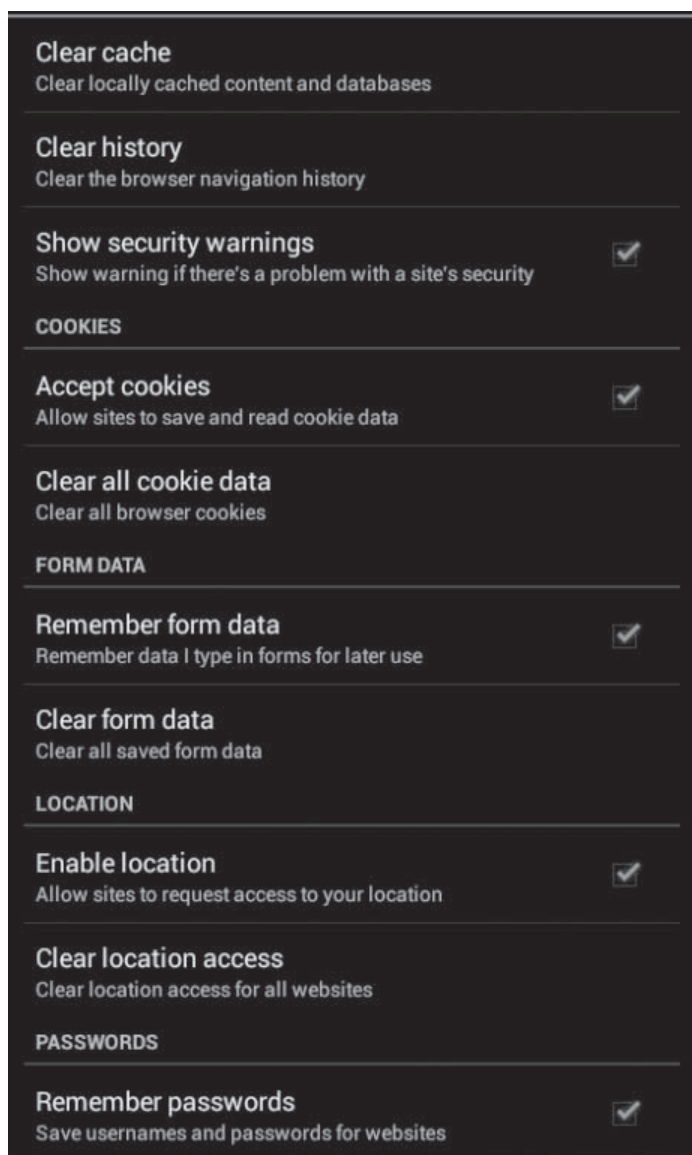 Clear cache
Clear locally cached content and databases
Clear history
Clear the browser navigation history
Show security warnings
Show warning if there's a problem with a site's security
COOKIES
Accept cookies
Allow sites to save and read cookie data
Clear all cookie data
Clear all browser cookies
FORM DATA
Remember form data
Remember data I type in forms for later use
Clear form data
Clear all saved form data
LOCATION
Enable location
Allow sites to request access to your location
Clear location access
Clear location access for all websites
PASSWORDS
Remember passwords
Save usernames and passwords for websites